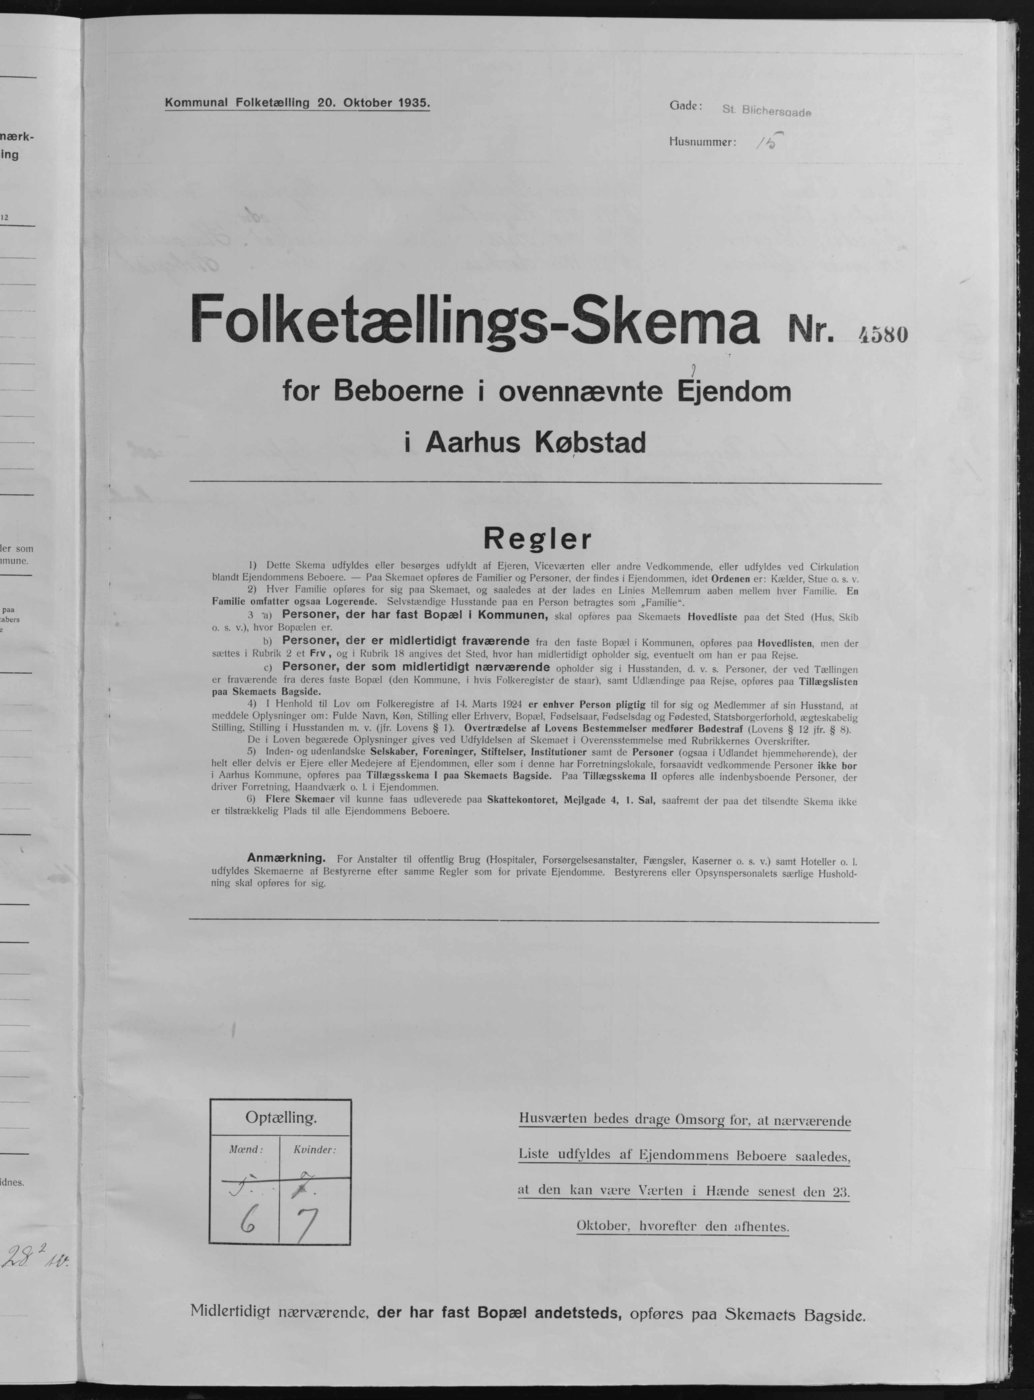 Kommunal Folketælling 20. Oktober 1935.
Gade: St. Blichersgade
Husnummer: 15
Folketællings-Skema Nr. 4580
for Beboerne i ovennævnte Ejendom
i Aarhus Købstad
Regler
1) Dette Skema udfyldes eller besørges udfyldt af Ejeren, Viceværten eller andre Vedkommende, eller udfyldes ved Cirkulation
blandt Ejendommens Beboere. — Paa Skemaet opføres de Familier og Personer, der findes i Ejendommen, idet Ordenen er: Kælder, Stue o. s. v.
2) Hver Familie opføres for sig paa Skemaet, og saaledes at der lades en Linies Mellemrum aaben mellem hver Familie. En
Familie omfatter ogsaa Logerende. Selvstændige Husstande paa en Person betragtes som „Familie“.
3 a) Personer, der har fast Bopæl i Kommunen, skal opføres paa Skemaets Hovedliste paa det Sted (Hus, Skib
o. s. v.), hvor Bopælen er.
b) Personer, der er midlertidigt fraværende fra den faste Bopæl i Kommunen, opføres paa Hovedlisten, men der
sættes i Rubrik 2 et Frv, og i Rubrik 18 angives det Sted, hvor han midlertidigt opholder sig, eventuelt om han er paa Rejse.
c) Personer, der som midlertidigt nærværende opholder sig i Husstanden, d. v. s. Personer, der ved Tællingen
er fraværende fra deres faste Bopæl (den Kommune, i hvis Folkeregister de staar), samt Udlændinge paa Rejse, opføres paa Tillægslisten
paa Skemaets Bagside.
4) I Henhold til Lov om Folkeregistre af 14. Marts 1924 er enhver Person pligtig til for sig og Medlemmer af sin Husstand, at
meddele Oplysninger om: Fulde Navn, Køn, Stilling eller Erhverv, Bopæl, Fødselsaar, Fødselsdag og Fødested, Statsborgerforhold, ægteskabelig
Stilling, Stilling i Husstanden m. v. (jfr. Lovens § 1). Overtrædelse af Lovens Bestemmelser medfører Bødestraf (Lovens § 12 jfr. § 8).
De i Loven begærede Oplysninger gives ved Udfyldelsen af Skemaet i Overensstemmelse med Rubrikkernes Overskrifter.
5) Inden- og udenlandske Selskaber, Foreninger, Stiftelser, Institutioner samt de Personer (ogsaa i Udlandet hjemmehørende), der
helt eller delvis er Ejere eller Medejere af Ejendommen, eller som i denne har Forretningslokale, forsaavidt vedkommende Personer ikke bor
i Aarhus Kommune, opføres paa Tillægsskema I paa Skemaets Bagside. Paa Tillægsskema II opføres alle indenbysboende Personer, der
driver Forretning, Haandværk o. l. i Ejendommen.
6) Flere Skemaer vil kunne faas udleverede paa Skattekontoret, Mejlgade 4, 1. Sal, saafremt der paa det tilsendte Skema ikke
er tilstrækkelig Plads til alle Ejendommens Beboere.
Anmærkning. For Anstalter til offentlig Brug (Hospitaler, Forsørgelsesanstalter, Fængsler, Kaserner o. s. v.) samt Hoteller o. l.
udfyldes Skemaerne af Bestyrerne efter samme Regler som for private Ejendomme. Bestyrerens eller Opsynspersonalets særlige Hushold-
ning skal opføres for sig.
Optælling.
Mænd: Kvinder:
5. 7.
6 7
Husværten bedes drage Omsorg for, at nærværende
Liste udfyldes af Ejendommens Beboere saaledes,
at den kan være Værten i Hænde senest den 23.
Oktober, hvorefter den afhentes.
Midlertidigt nærværende, der har fast Bopæl andetsteds, opføres paa Skemaets Bagside.